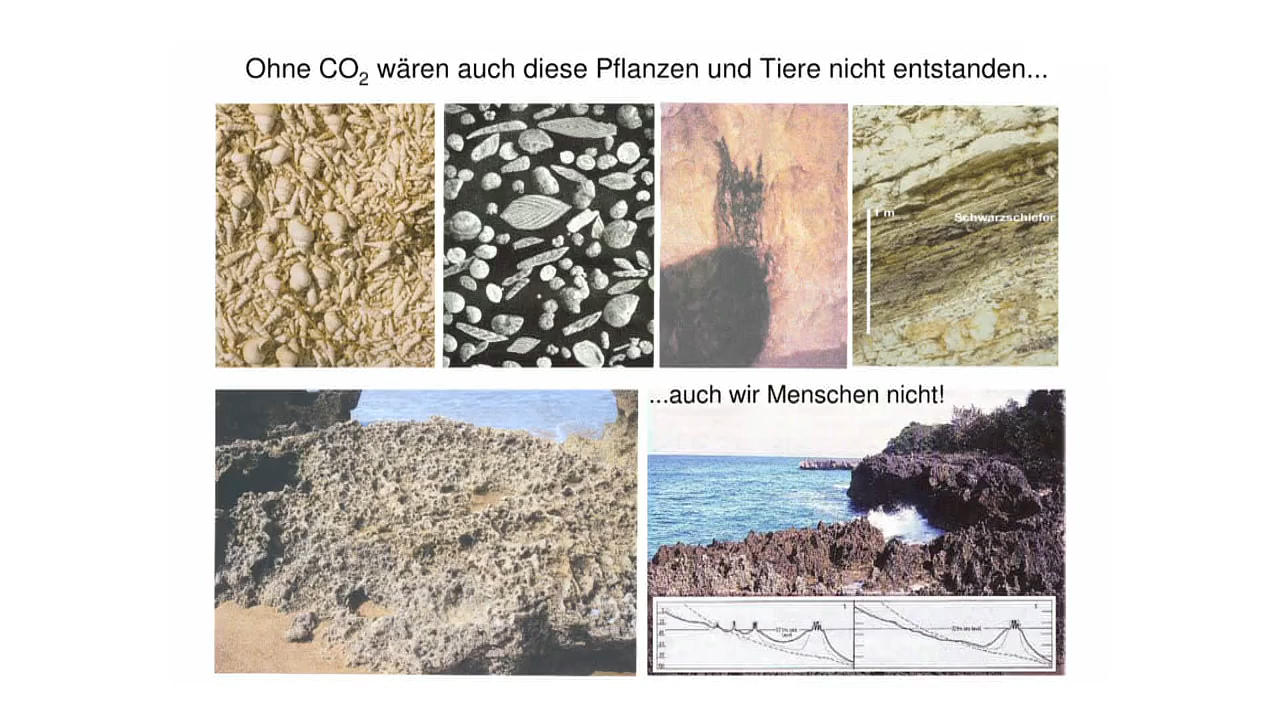 Ohne CO₂ wären auch diese Pflanzen und Tiere nicht entstanden...
1 m
Schwarzschiefer
...auch wir Menschen nicht!